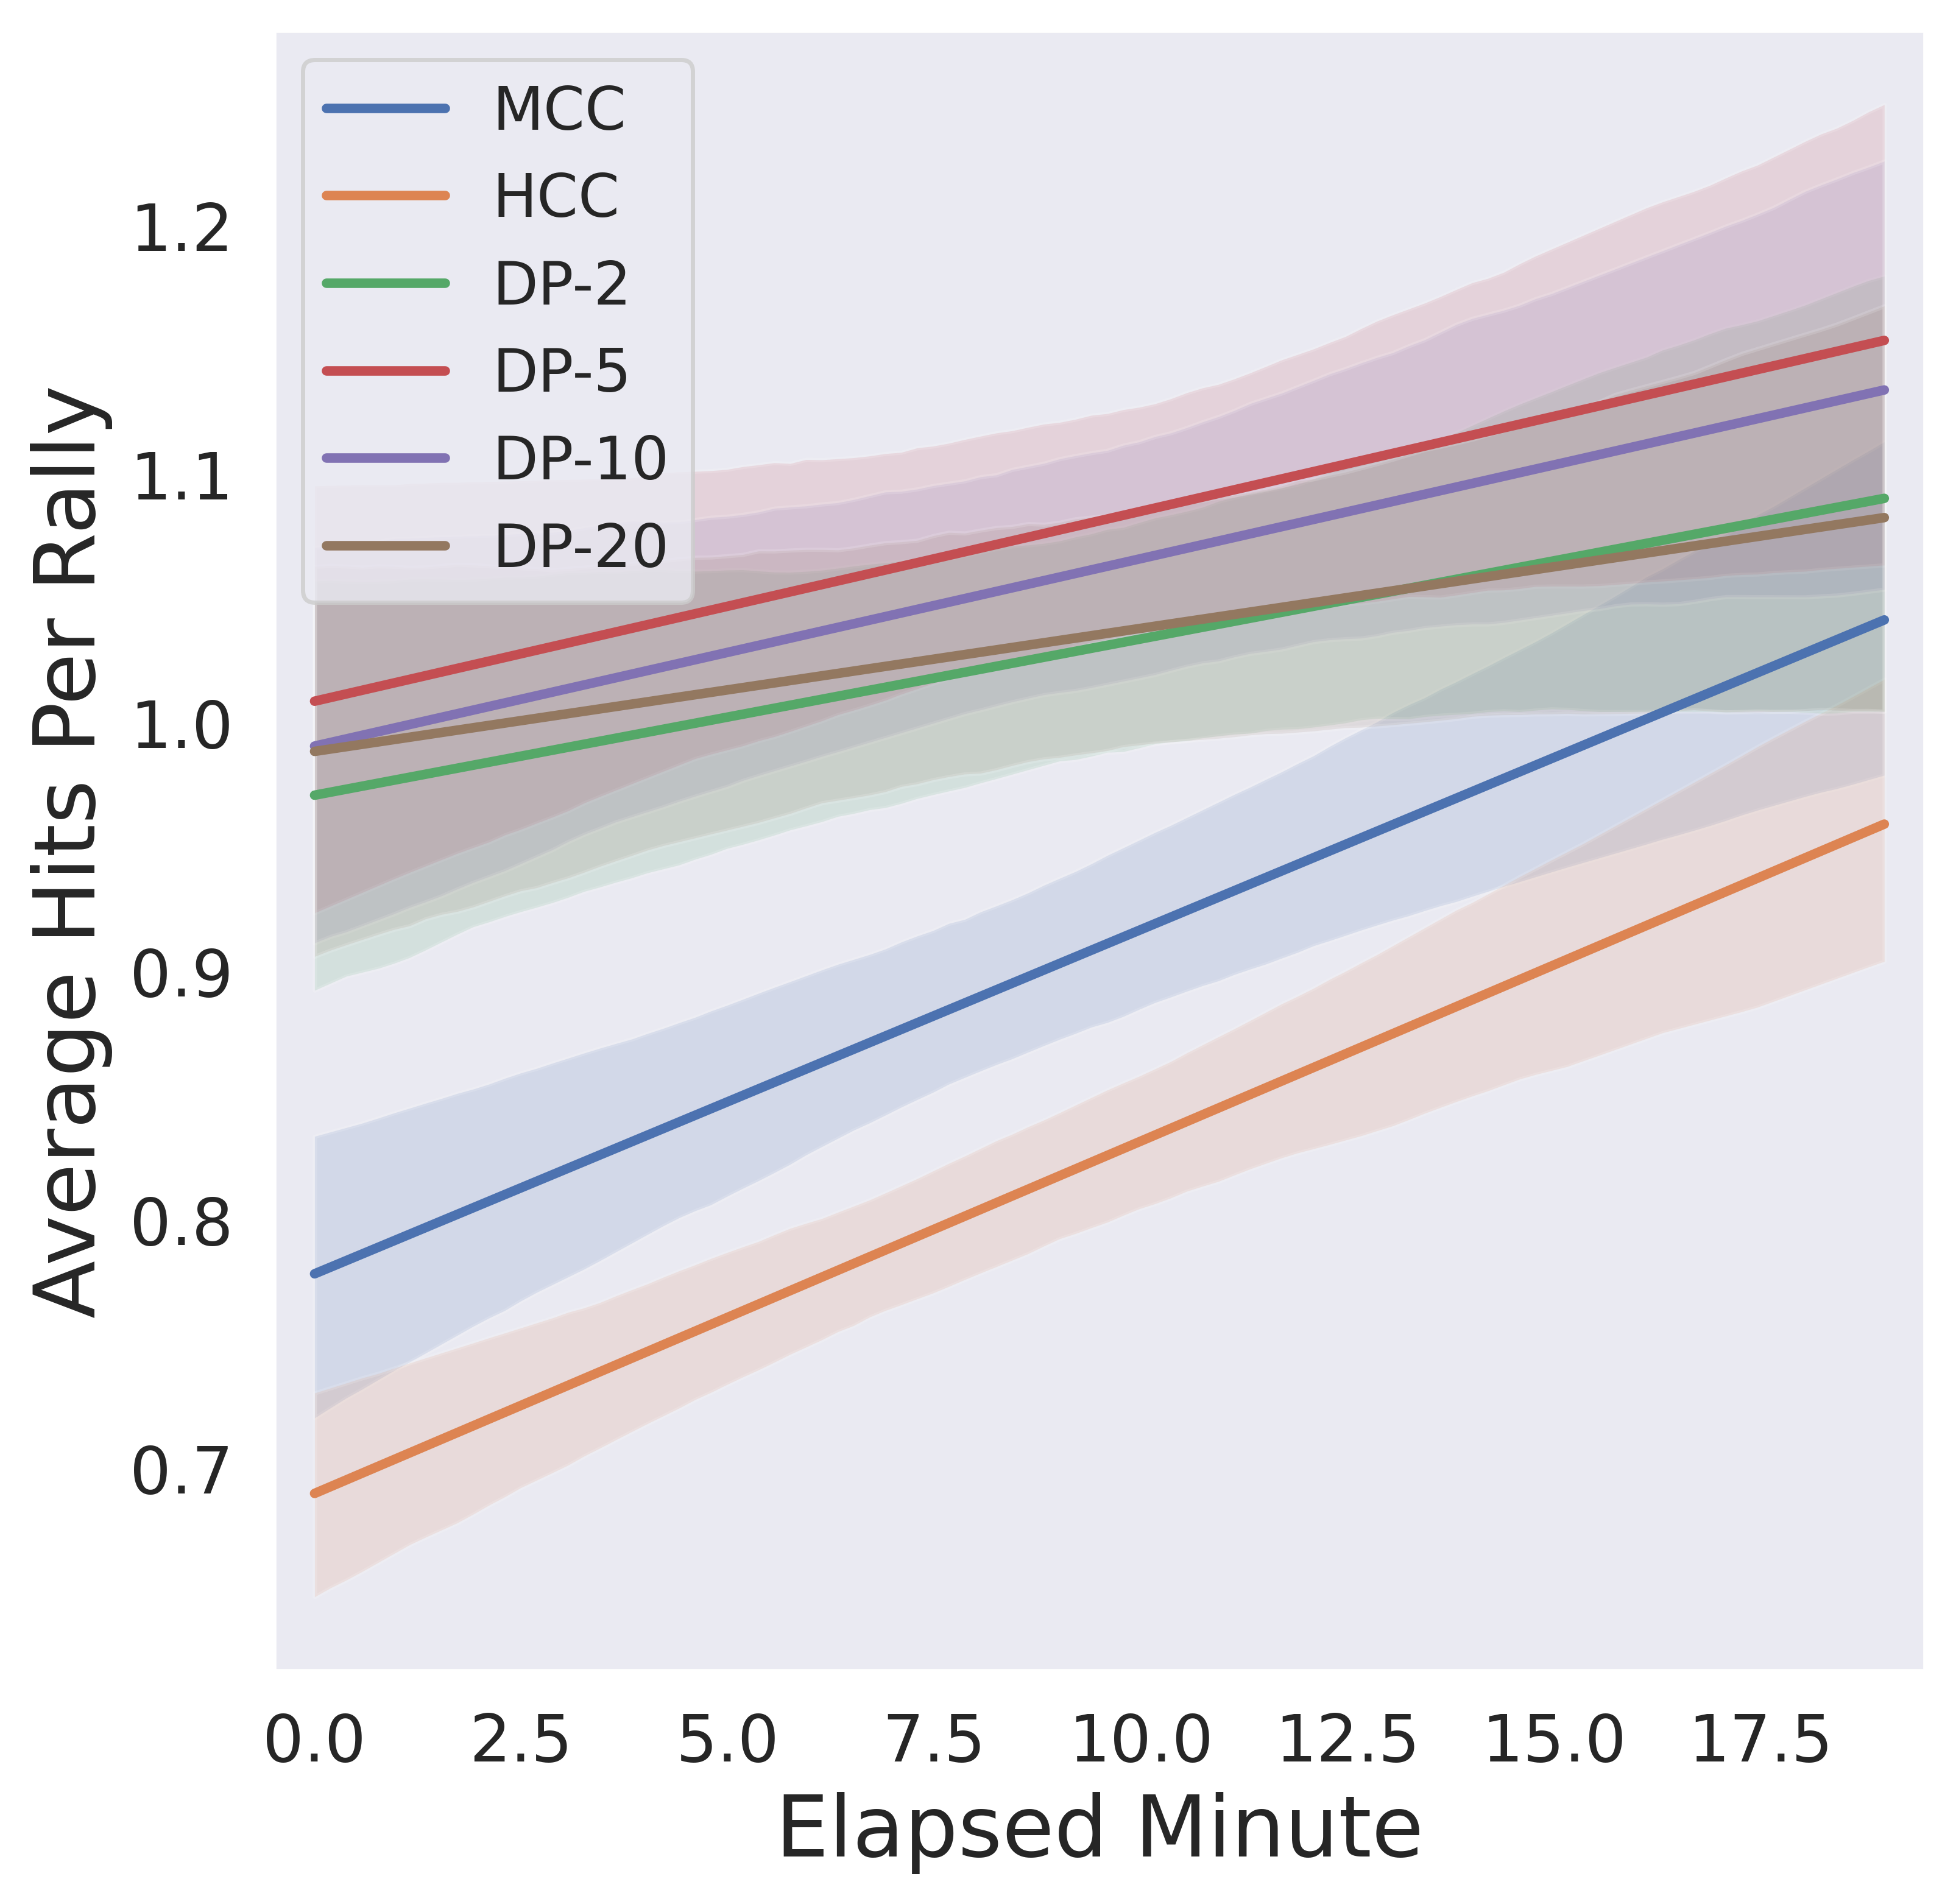 MCC
HCC
DP-2
DP-5
DP-10
DP-20
Average Hits Per Rally
1.2
1.1
1.0
0.9
0.8
0.7
0.0 2.5 5.0 7.5 10.0 12.5 15.0 17.5
Elapsed Minute